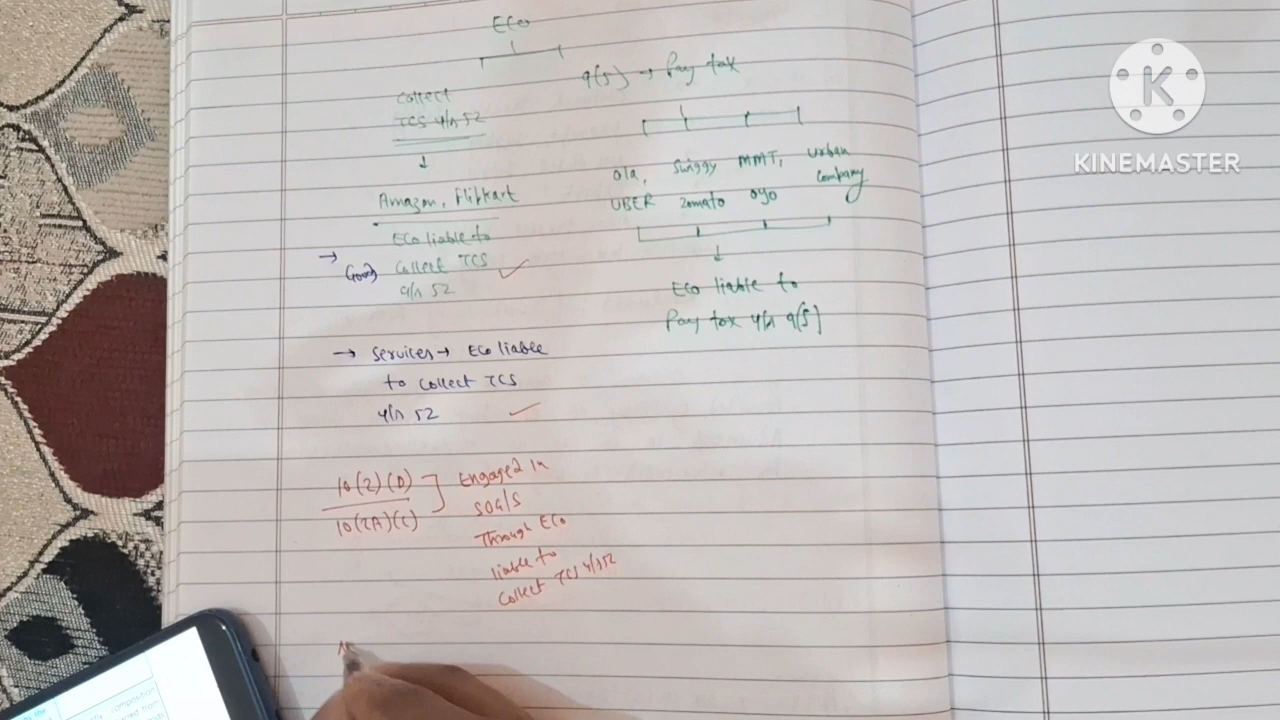 ECO
Collect
TCS u/s 52
Amazon, Flipkart
ECO liable to
Good Collect TCS
u/s 52
→ Services → ECO liable
to collect TCS
u/s 52
9(5) → Pay tax
Ola, Swiggy MMT, Urban
UBER Zomato Oyo Company
ECO liable to
Pay tax u/s 9(5)
10(2)(D) Engaged in
10(2A)(C) SOG/S
Through ECO
liable to
collect TCS u/s 52
KINEMASTER
composition